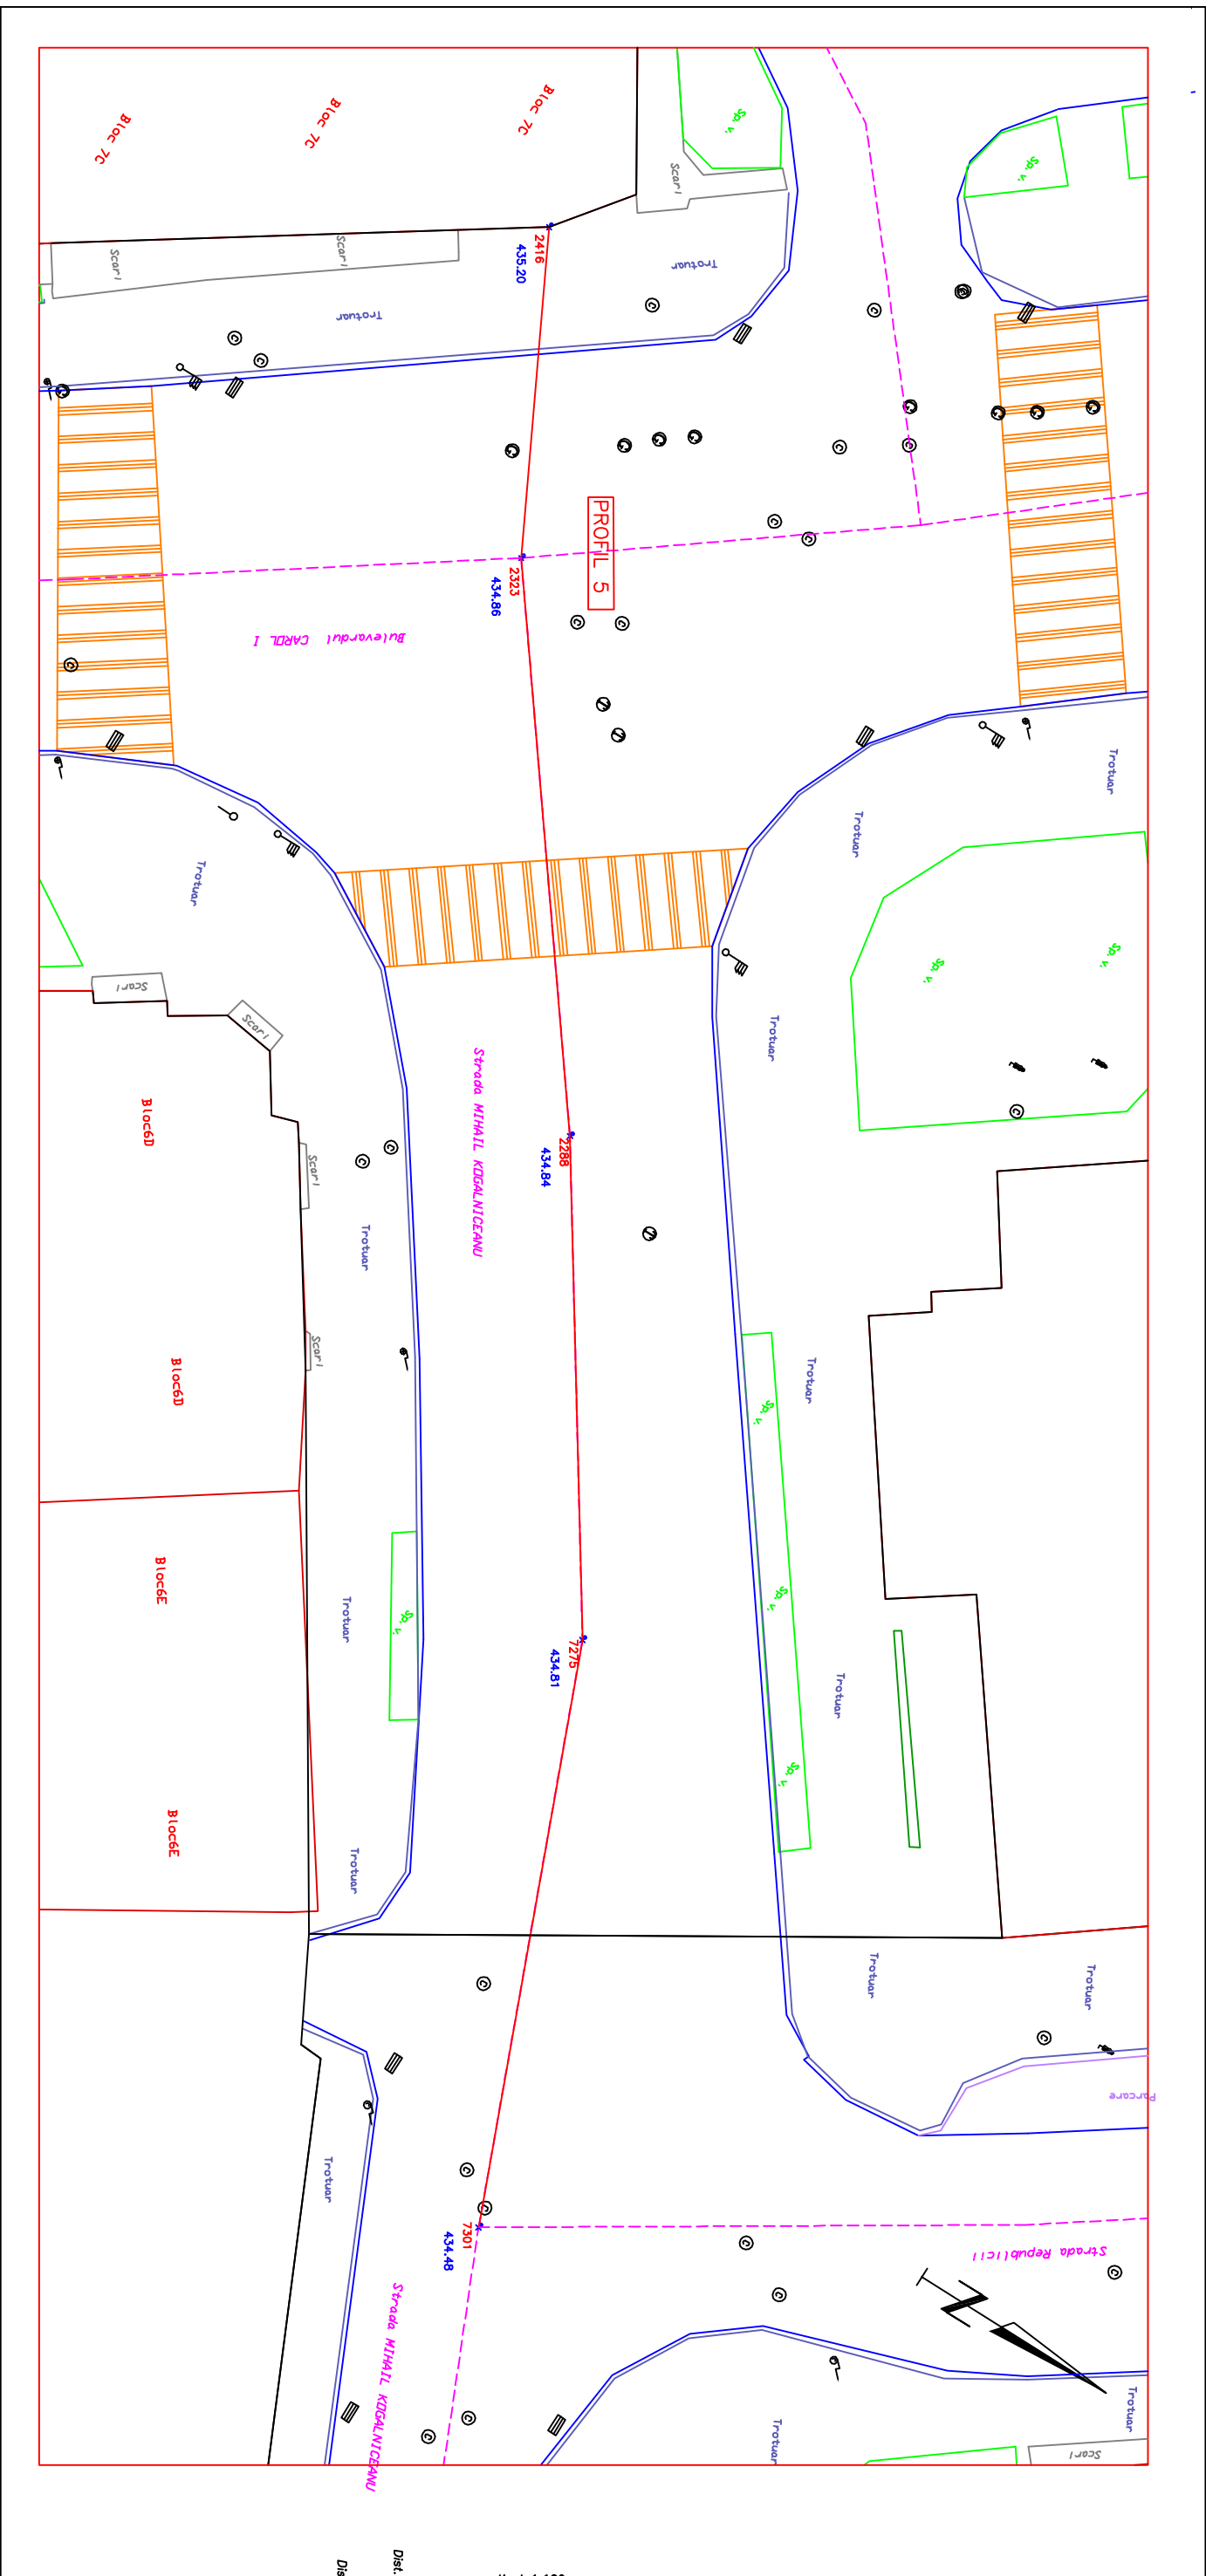 Bloc 7C
Bloc 7C
Bloc 7C
Sp. v.
Sp. v.
Scari
Scari
Scari
Trotuar
Trotuar
2416
435.20
PROFIL 5
2323
434.86
Bulevardul CAROL I
Trotuar
Trotuar
Trotuar
Sp. v.
Sp. v.
Scari
Scari
Trotuar
Strada MIHAIL KOGALNICEANU
Bloc6D
2288
434.84
Scari
Trotuar
Scari
Bloc6D
Trotuar
Sp. v.
Bloc6E
Trotuar
Sp. v.
Sp. v.
7275
434.81
Trotuar
Sp. v.
Bloc6E
Trotuar
Trotuar
Trotuar
Parcare
Trotuar
7301
434.48
Strada Republicii
Strada MIHAIL KOGALNICEANU
Trotuar
Trotuar
Scari
Dist.